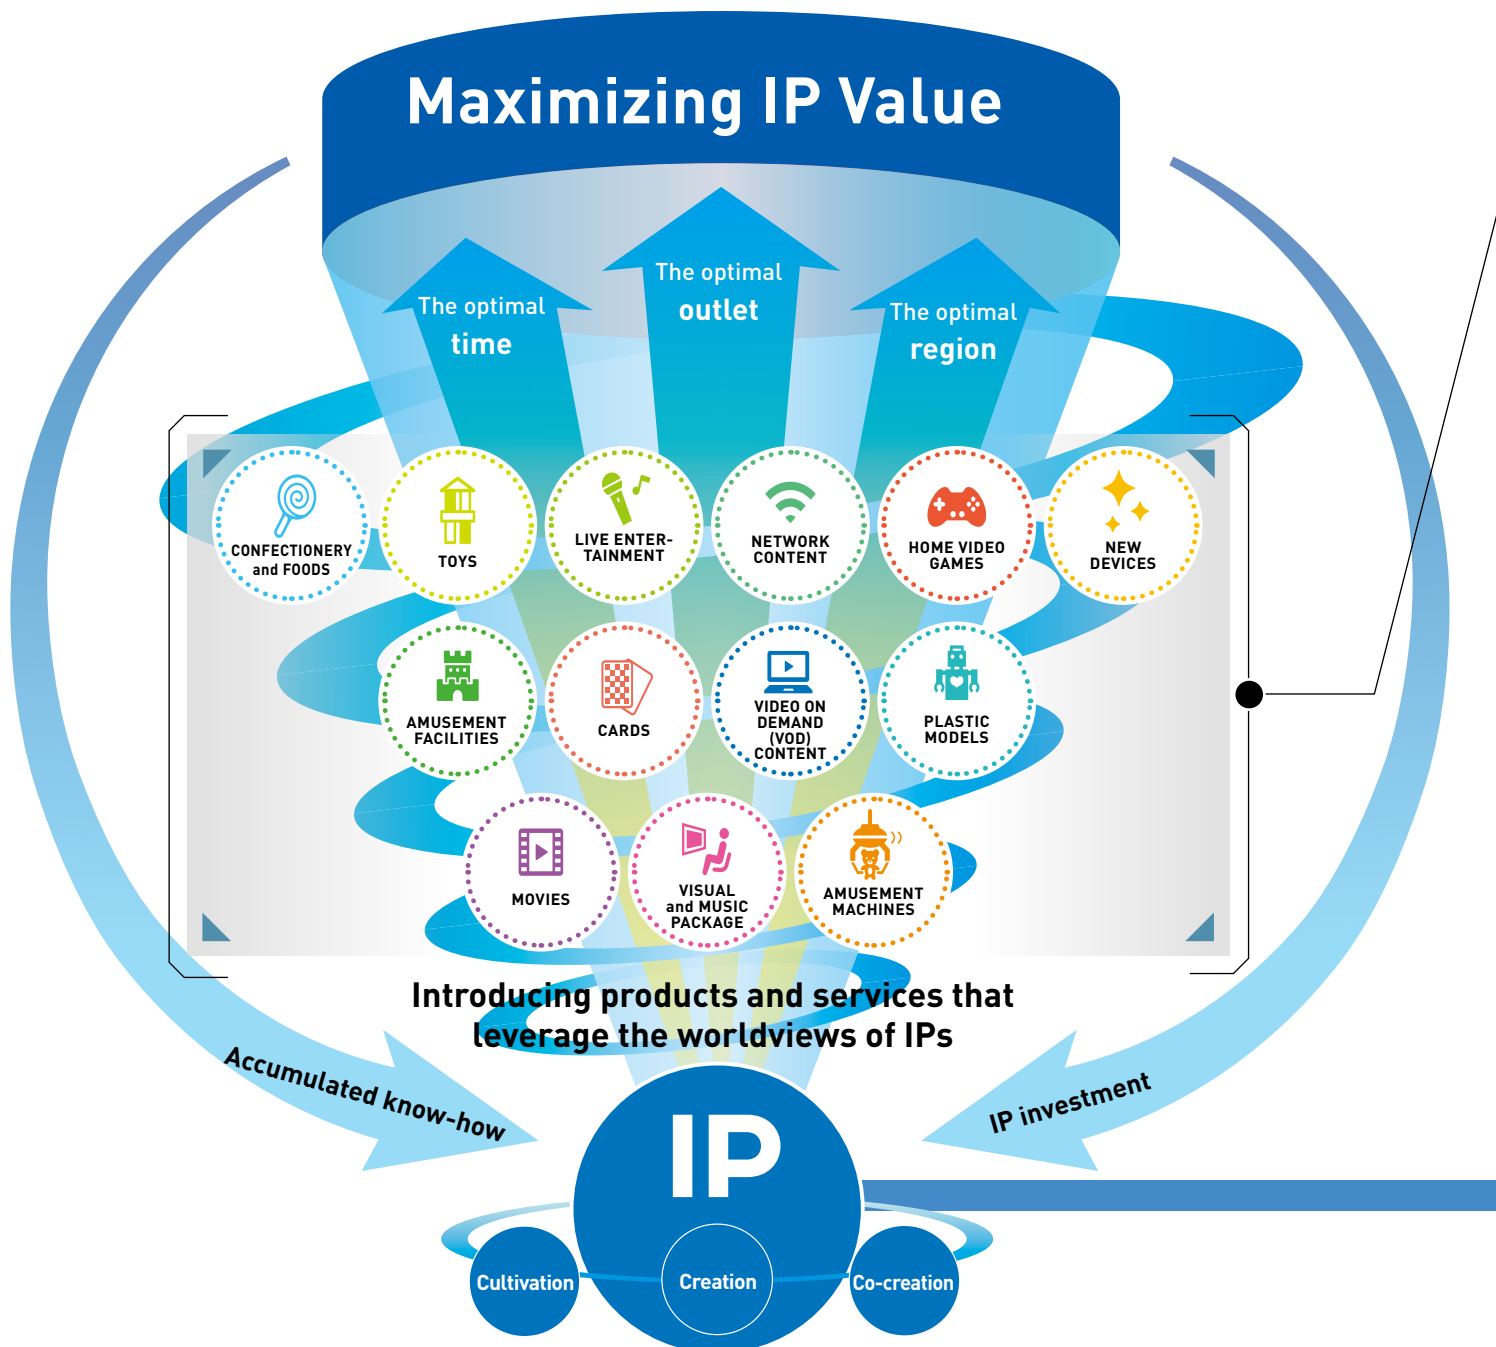 Maximizing IP Value
The optimal
time
The optimal
outlet
The optimal
region
CONFECTIONERY
and FOODS
TOYS
LIVE ENTER-
TAINMENT
NETWORK
CONTENT
HOME VIDEO
GAMES
NEW
DEVICES
AMUSEMENT
FACILITIES
CARDS
VIDEO ON
DEMAND
(VOD)
CONTENT
PLASTIC
MODELS
MOVIES
VISUAL
and MUSIC
PACKAGE
AMUSEMENT
MACHINES
Introducing products and services that
leverage the worldviews of IPs
Accumulated know-how
IP investment
IP
Cultivation
Creation
Co-creation